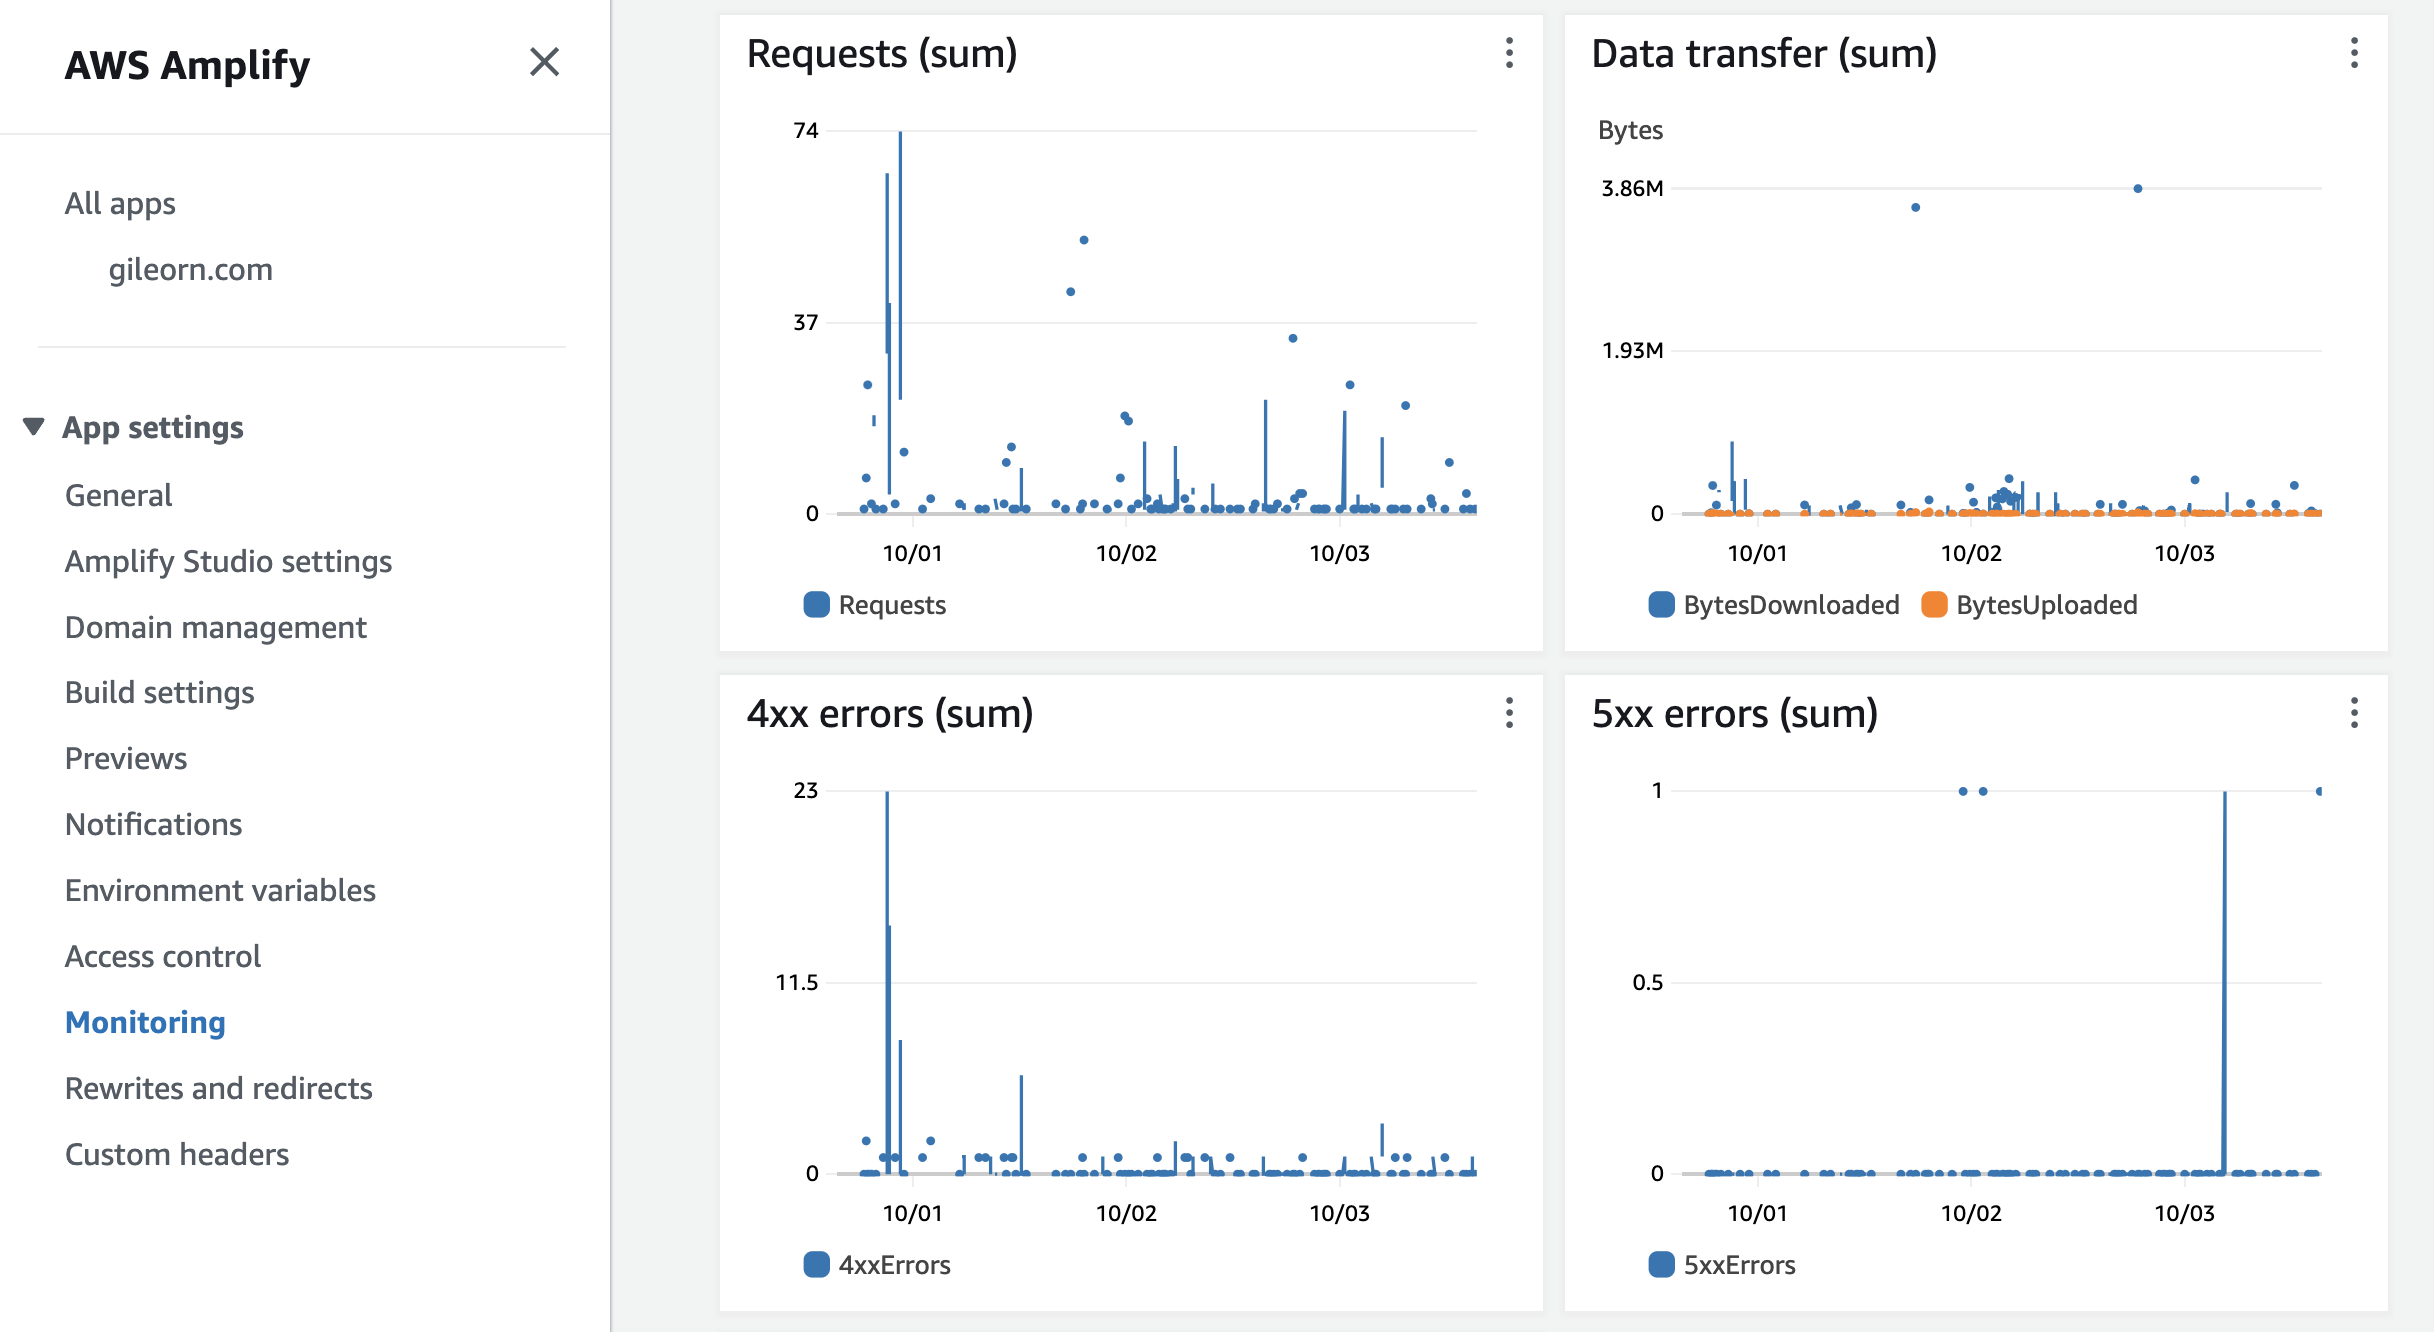 AWS Amplify
All apps
gileorn.com
App settings
General
Amplify Studio settings
Domain management
Build settings
Previews
Notifications
Environment variables
Access control
Monitoring
Rewrites and redirects
Custom headers
Requests (sum)
74
37
0
10/01 10/02 10/03
Requests
Data transfer (sum)
Bytes
3.86M
1.93M
0
10/01 10/02 10/03
BytesDownloaded BytesUploaded
4xx errors (sum)
23
11.5
0
10/01 10/02 10/03
4xxErrors
5xx errors (sum)
1
0.5
0
10/01 10/02 10/03
5xxErrors